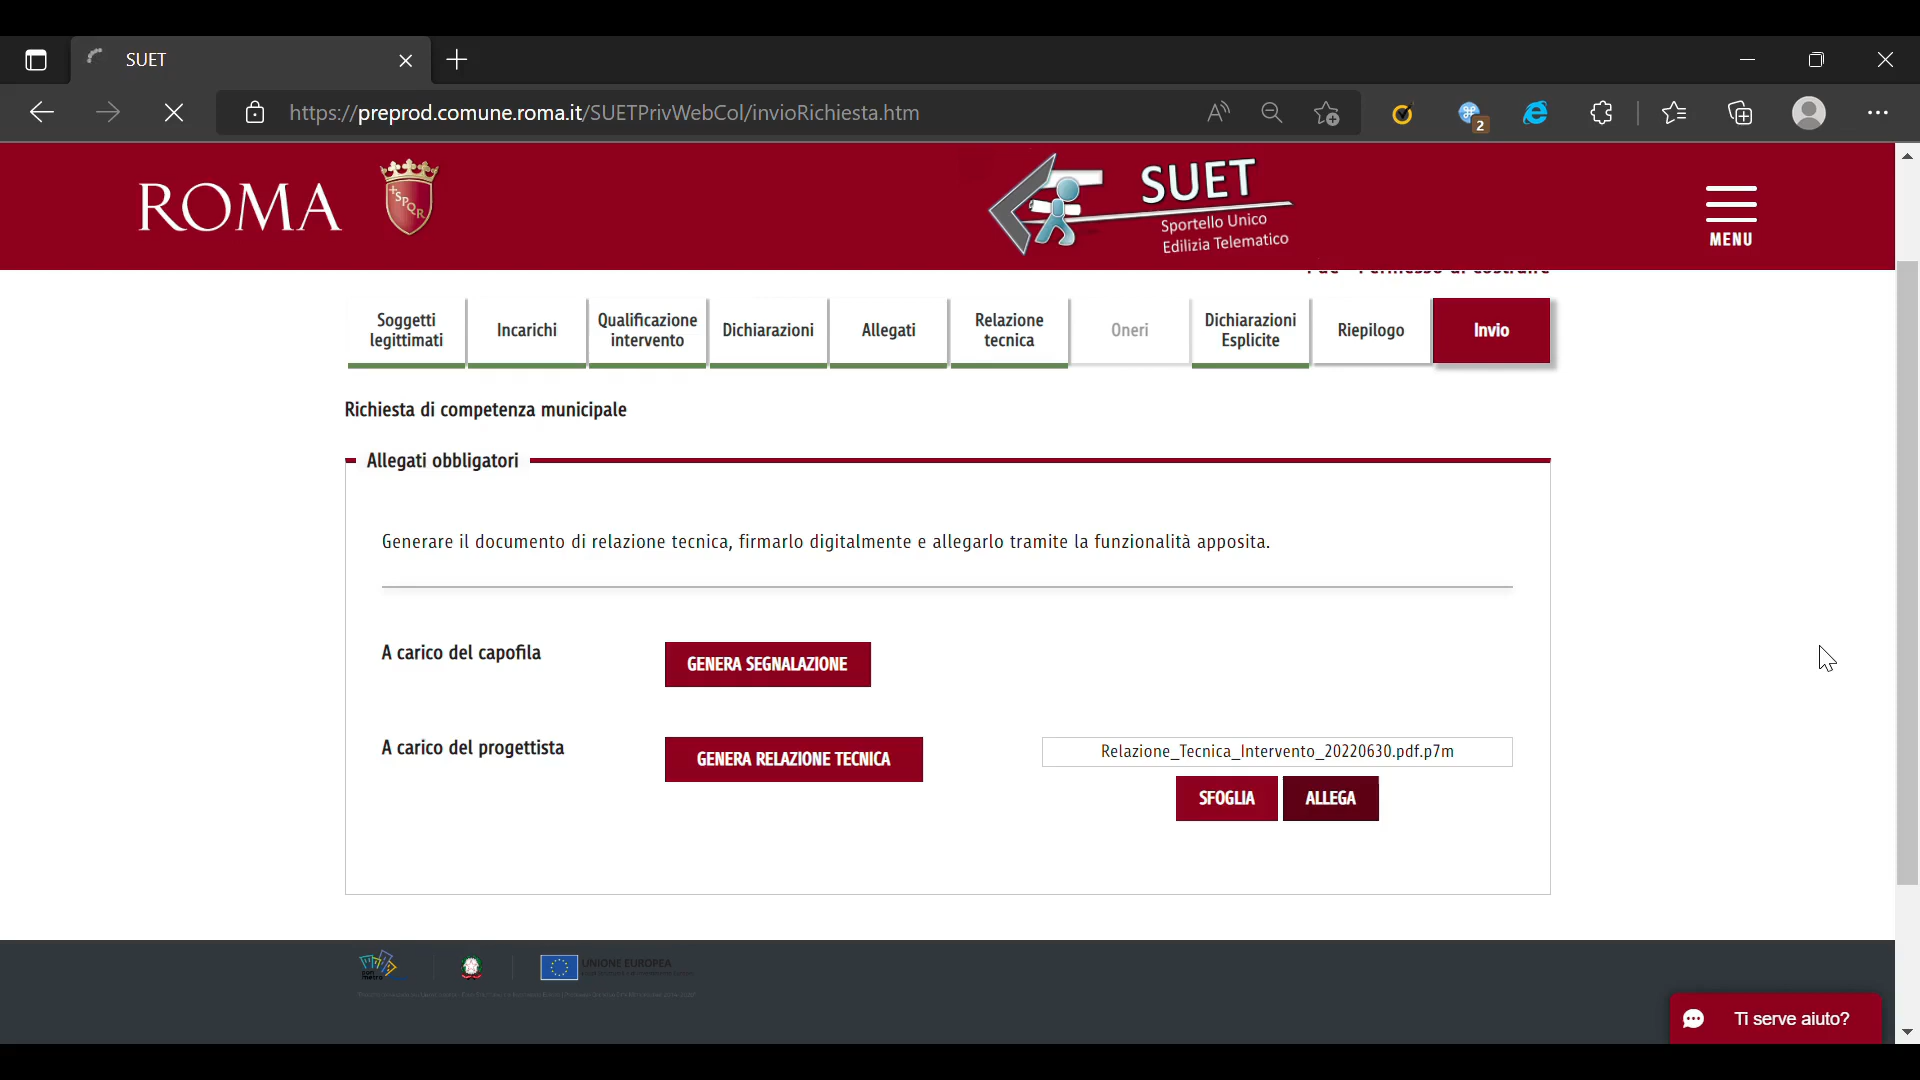 SUET
https://preprod.comune.roma.it/SUETPrivWebCol/invioRichiesta.htm
2
ROMA
SPQR
SUET
Sportello Unico
Edilizia Telematico
MENU
Soggetti
legittimati
Incarichi
Qualificazione
intervento
Dichiarazioni
Allegati
Relazione
tecnica
Oneri
Dichiarazioni
Esplicite
Riepilogo
Invio
Richiesta di competenza municipale
Allegati obbligatori
Generare il documento di relazione tecnica, firmarlo digitalmente e allegarlo tramite la funzionalità apposita.
A carico del capofila
GENERA SEGNALAZIONE
A carico del progettista
GENERA RELAZIONE TECNICA
Relazione_Tecnica_Intervento_20220630.pdf.p7m
SFOGLIA
ALLEGA
UNIONE EUROPEA
Ti serve aiuto?